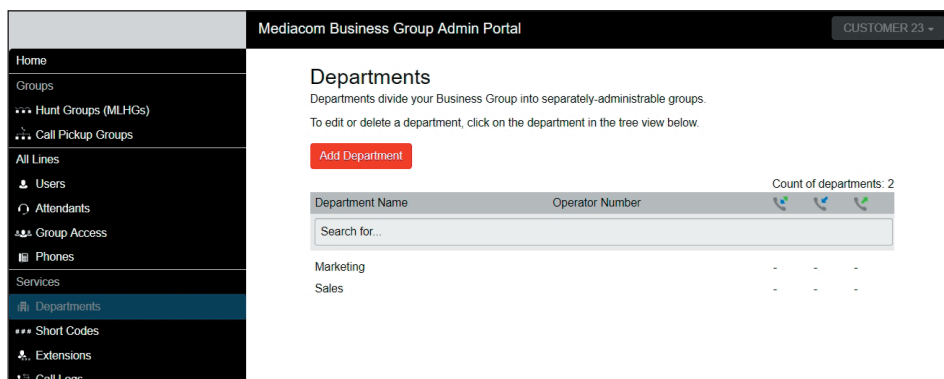 Mediacom Business Group Admin Portal
CUSTOMER 23
Home
Groups
Hunt Groups (MLHGs)
Call Pickup Groups
All Lines
Users
Attendants
Group Access
Phones
Services
Departments
### Short Codes
Extensions
Call Logs
Departments
Departments divide your Business Group into separately-administrable groups.
To edit or delete a department, click on the department in the tree view below.
Add Department
Count of departments: 2
Department Name Operator Number
Search for...
Marketing - - -
Sales - - -